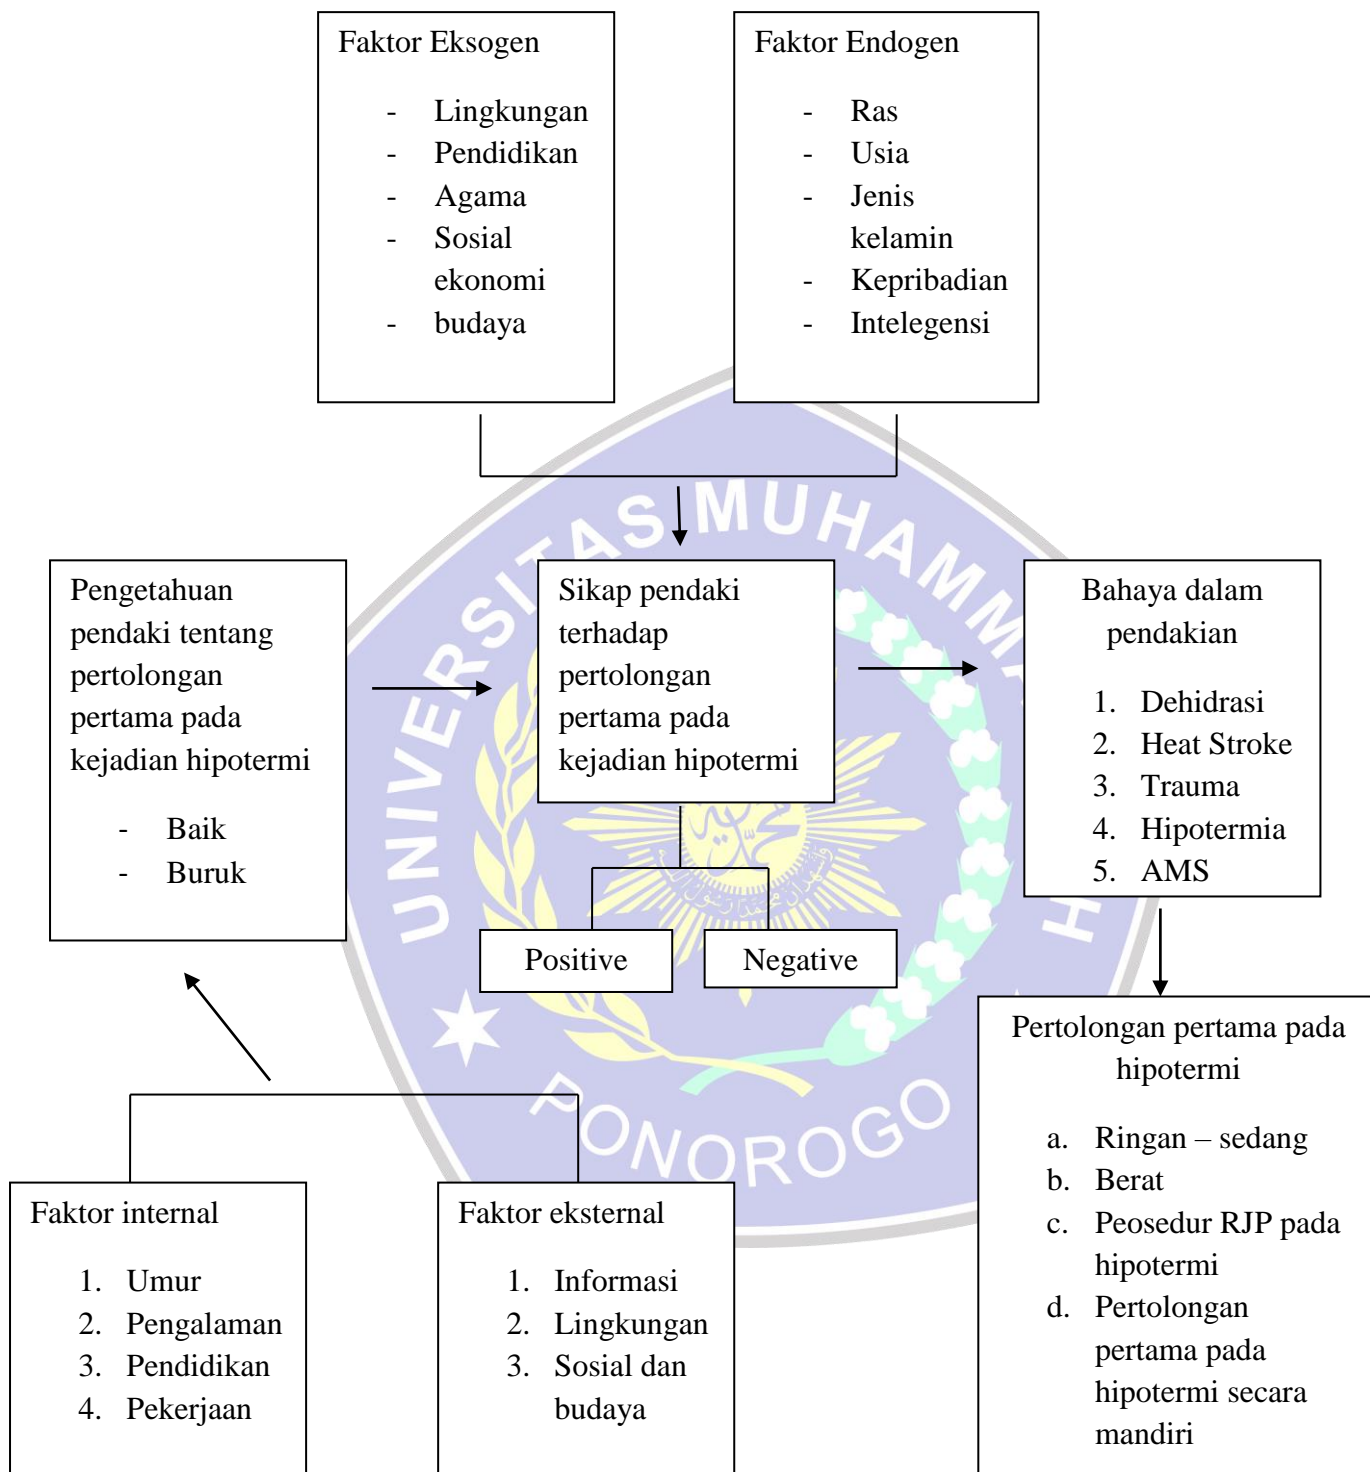 Faktor Eksogen
- Lingkungan
- Pendidikan
- Agama
- Sosial
ekonomi
- budaya
Faktor Endogen
- Ras
- Usia
- Jenis
kelamin
- Kepribadian
- Intelegensi
Pengetahuan
pendaki tentang
pertolongan
pertama pada
kejadian hipotermi
- Baik
- Buruk
Sikap pendaki
terhadap
pertolongan
pertama pada
kejadian hipotermi
Positive
Negative
Bahaya dalam
pendakian
1. Dehidrasi
2. Heat Stroke
3. Trauma
4. Hipotermia
5. AMS
Pertolongan pertama pada
hipotermi
a. Ringan – sedang
b. Berat
c. Peosedur RJP pada
hipotermi
d. Pertolongan
pertama pada
hipotermi secara
mandiri
Faktor internal
1. Umur
2. Pengalaman
3. Pendidikan
4. Pekerjaan
Faktor eksternal
1. Informasi
2. Lingkungan
3. Sosial dan
budaya
UNIVERSITAS MUHAMMA H
PONOROGO